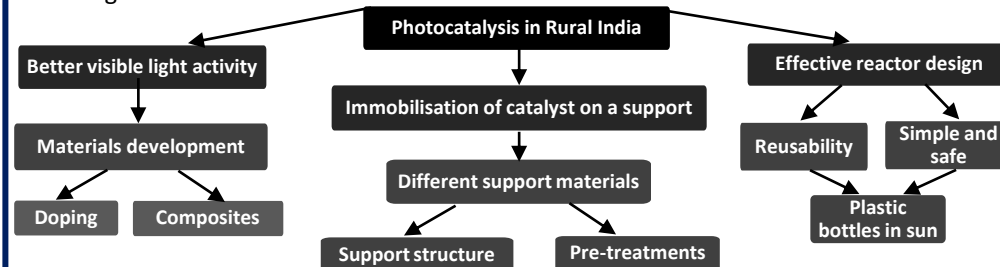 Photocatalysis in Rural India
Better visible light activity
Effective reactor design
Immobilisation of catalyst on a support
Materials development
Reusability
Simple and
safe
Different support materials
Doping
Composites
Plastic
bottles in sun
Support structure
Pre-treatments